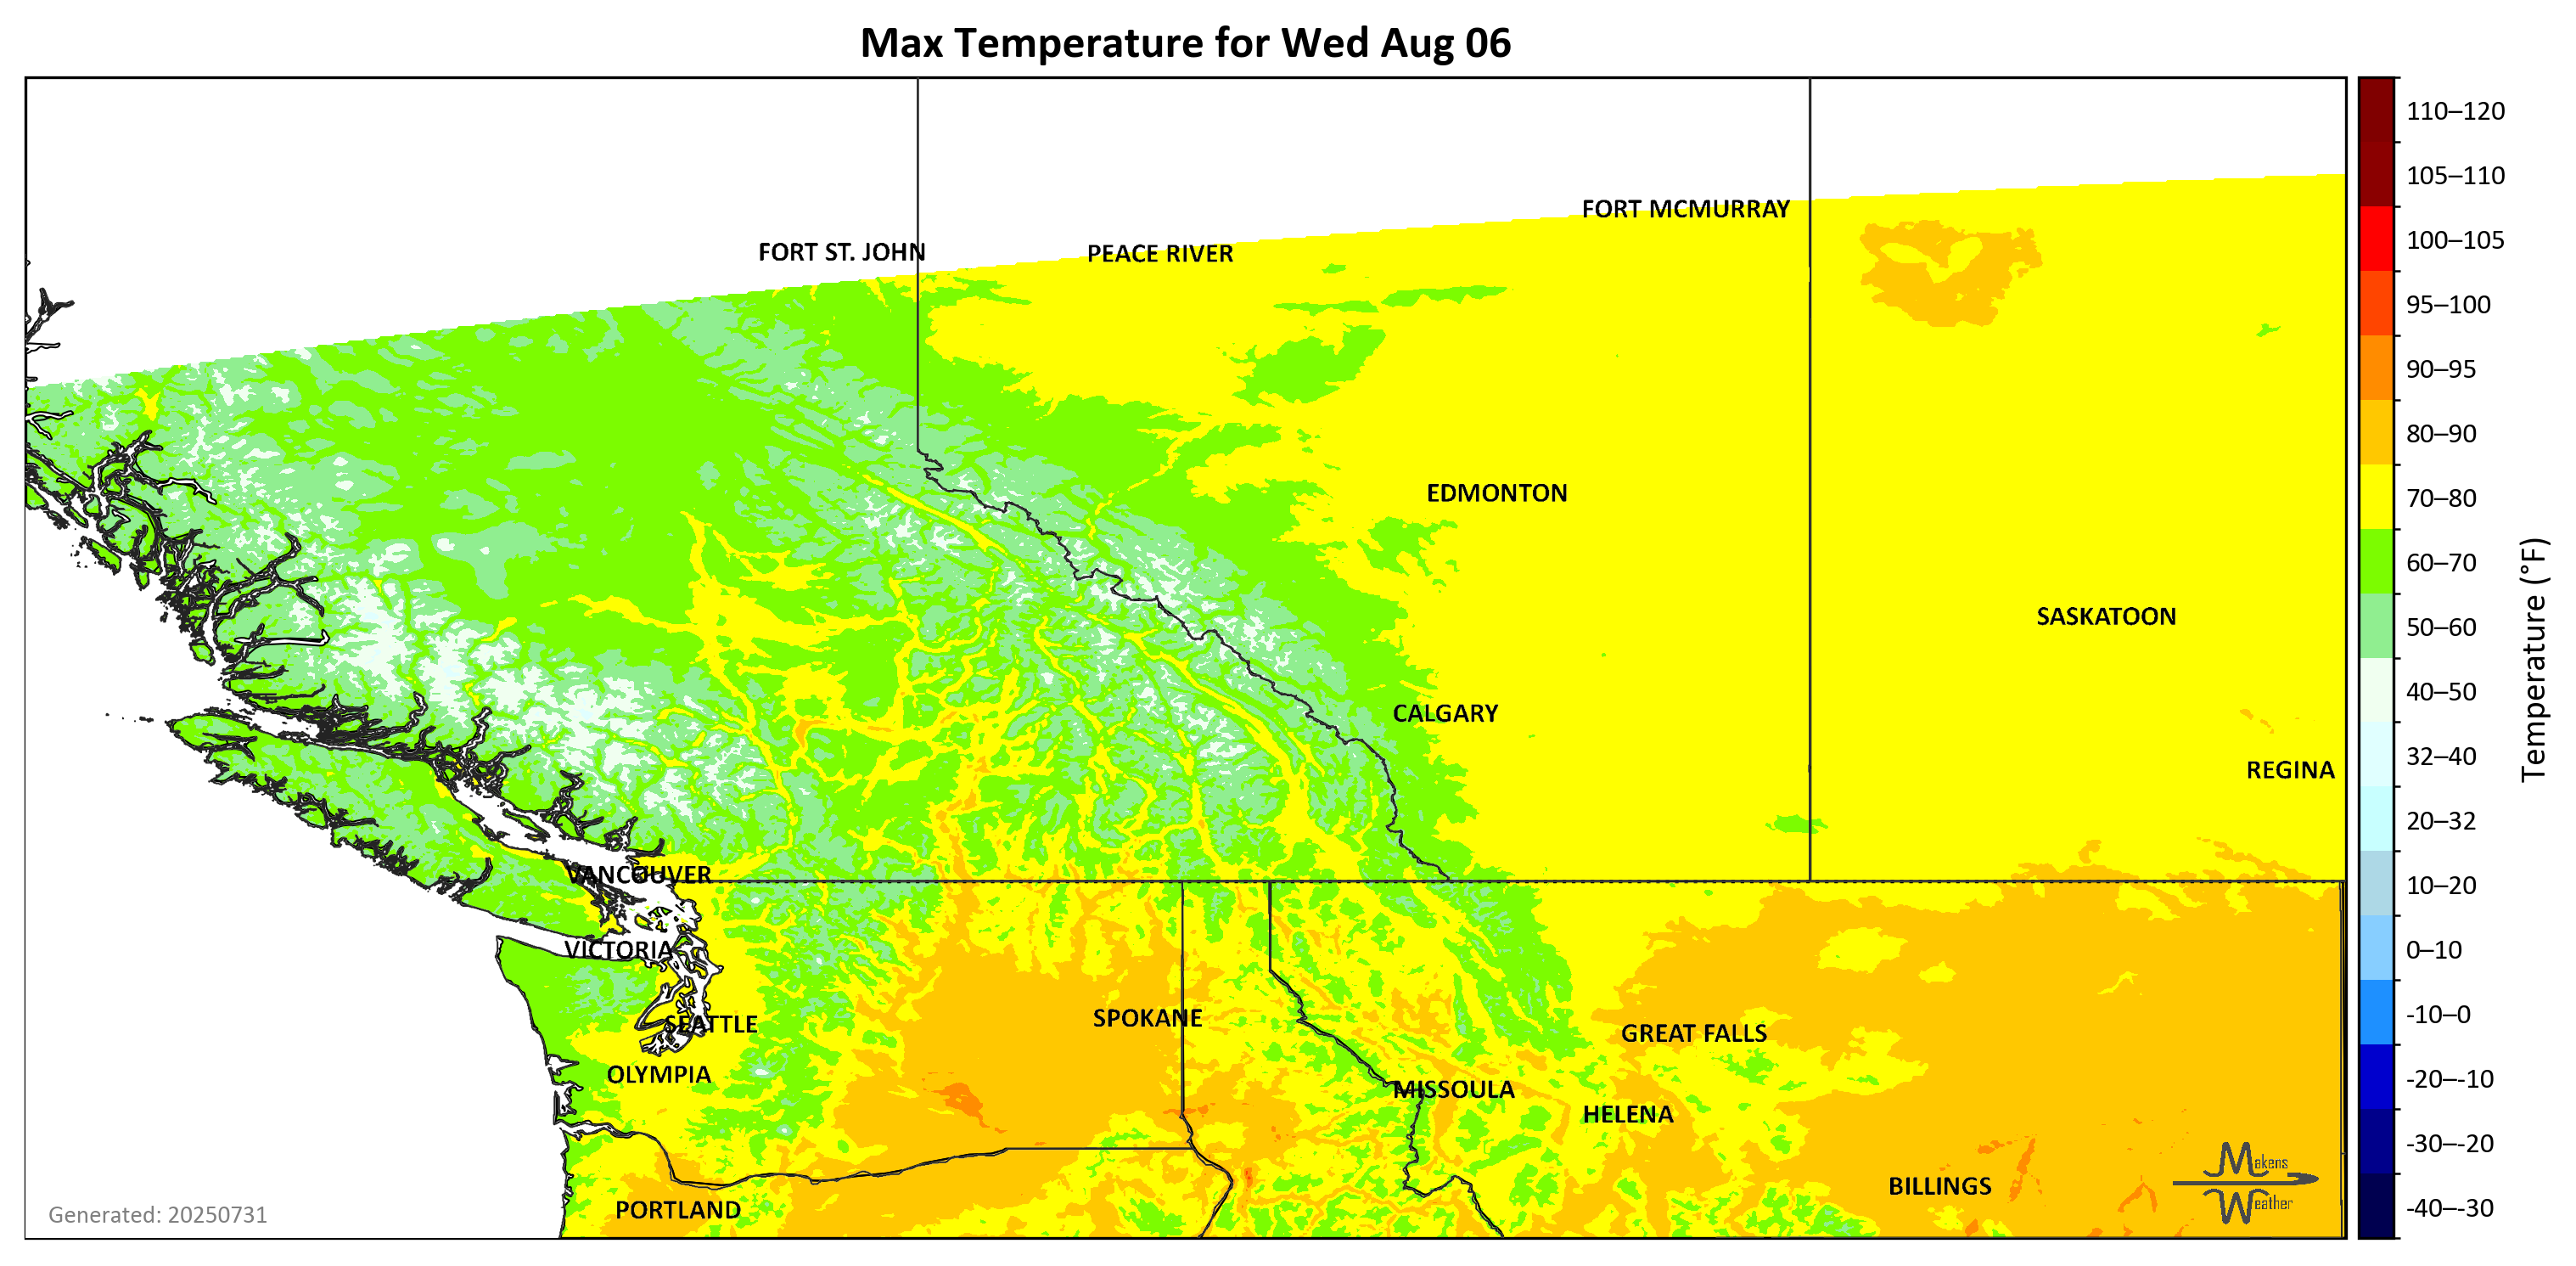 Max Temperature for Wed Aug 06
110–120
105–110
100–105
95–100
90–95
80–90
70–80
60–70
50–60
40–50
32–40
20–32
10–20
0–10
-10–0
-20–-10
-30–-20
-40–-30
Temperature (°F)
FORT MCMURRAY
FORT ST. JOHN
PEACE RIVER
EDMONTON
SASKATOON
CALGARY
REGINA
VANCOUVER
VICTORIA
SEATTLE
SPOKANE
GREAT FALLS
OLYMPIA
MISSOULA
HELENA
BILLINGS
PORTLAND
Makens
Weather
Generated: 20250731